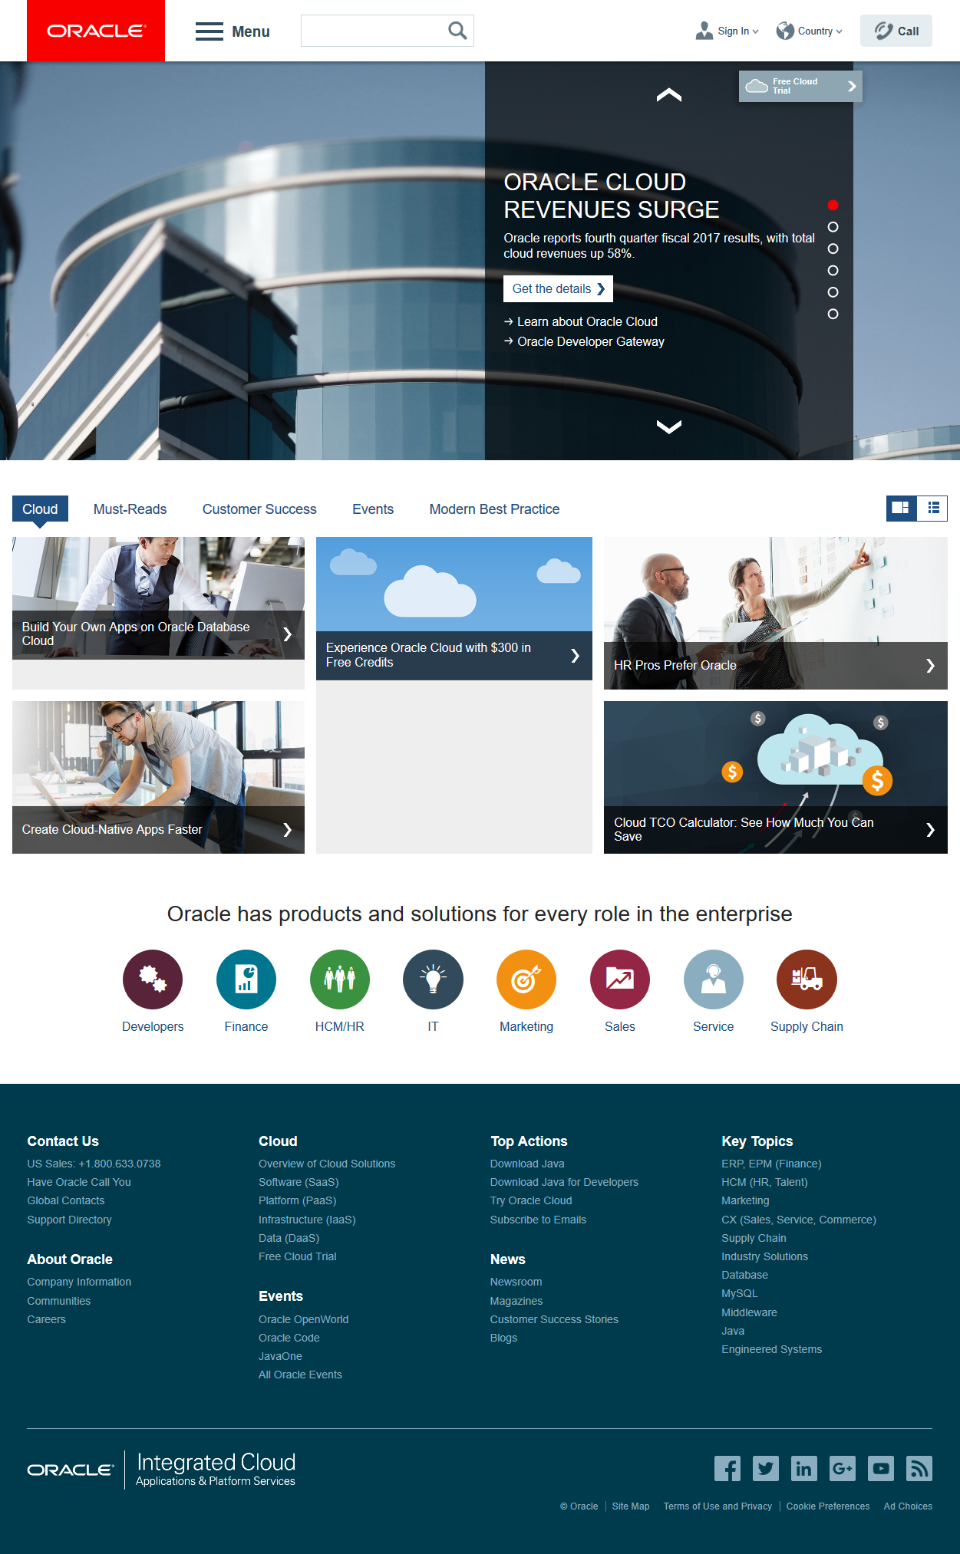 ORACLE
Menu
Sign In
Country
Call
Free Cloud
Trial
ORACLE CLOUD
REVENUES SURGE
Oracle reports fourth quarter fiscal 2017 results, with total
cloud revenues up 58%.
Get the details
Learn about Oracle Cloud
Oracle Developer Gateway
Cloud
Must-Reads
Customer Success
Events
Modern Best Practice
Build Your Own Apps on Oracle Database
Cloud
Experience Oracle Cloud with $300 in
Free Credits
HR Pros Prefer Oracle
Create Cloud-Native Apps Faster
Cloud TCO Calculator: See How Much You Can
Save
Oracle has products and solutions for every role in the enterprise
Developers
Finance
HCM/HR
IT
Marketing
Sales
Service
Supply Chain
Contact Us
US Sales: +1.800.633.0738
Have Oracle Call You
Global Contacts
Support Directory
About Oracle
Company Information
Communities
Careers
Cloud
Overview of Cloud Solutions
Software (SaaS)
Platform (PaaS)
Infrastructure (IaaS)
Data (DaaS)
Free Cloud Trial
Events
Oracle OpenWorld
Oracle Code
JavaOne
All Oracle Events
Top Actions
Download Java
Download Java for Developers
Try Oracle Cloud
Subscribe to Emails
News
Newsroom
Magazines
Customer Success Stories
Blogs
Key Topics
ERP, EPM (Finance)
HCM (HR, Talent)
Marketing
CX (Sales, Service, Commerce)
Supply Chain
Industry Solutions
Database
MySQL
Middleware
Java
Engineered Systems
ORACLE
Integrated Cloud
Applications & Platform Services
© Oracle
Site Map
Terms of Use and Privacy
Cookie Preferences
Ad Choices